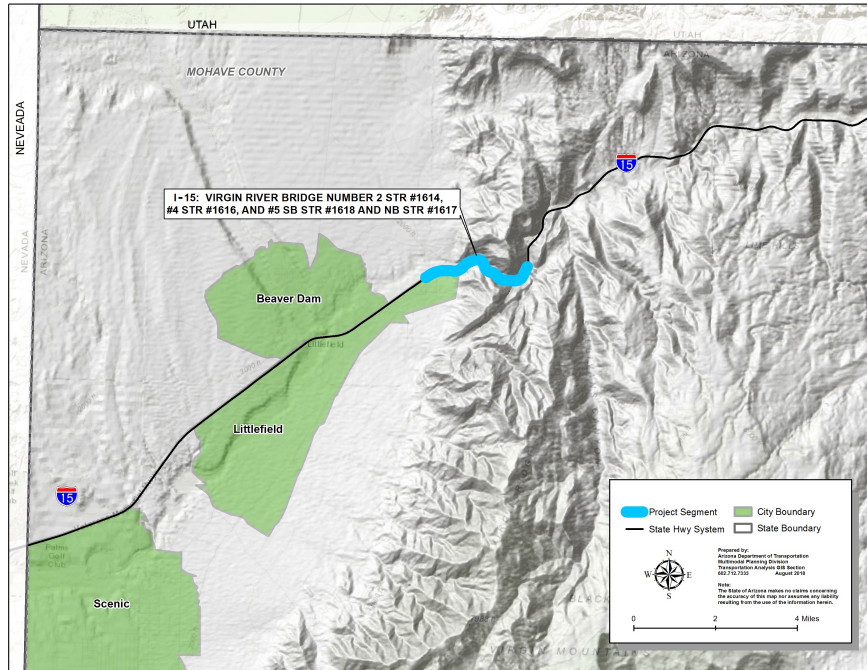 UTAH
UTAH
ARIZONA
MOHAVE COUNTY
NEVEADA
NEVADA
ARIZONA
15
I-15: VIRGIN RIVER BRIDGE NUMBER 2 STR #1614,
#4 STR #1616, AND #5 SB STR #1618 AND NB STR #1617
Beaver Dam
Littlefield
Littlefield
15
Palms
Golf
Club
Scenic
VIRGIN MOUNTAINS
Project Segment
City Boundary
State Hwy System
State Boundary
N
W
E
S
Prepared by:
Arizona Department of Transportation
Multimodal Planning Division
Transportation Analysis GIS Section
602.712.7333 August 2018
Note:
The State of Arizona makes no claims concerning
the accuracy of this map nor assumes any liability
resulting from the use of the information herein.
0 2 4 Miles